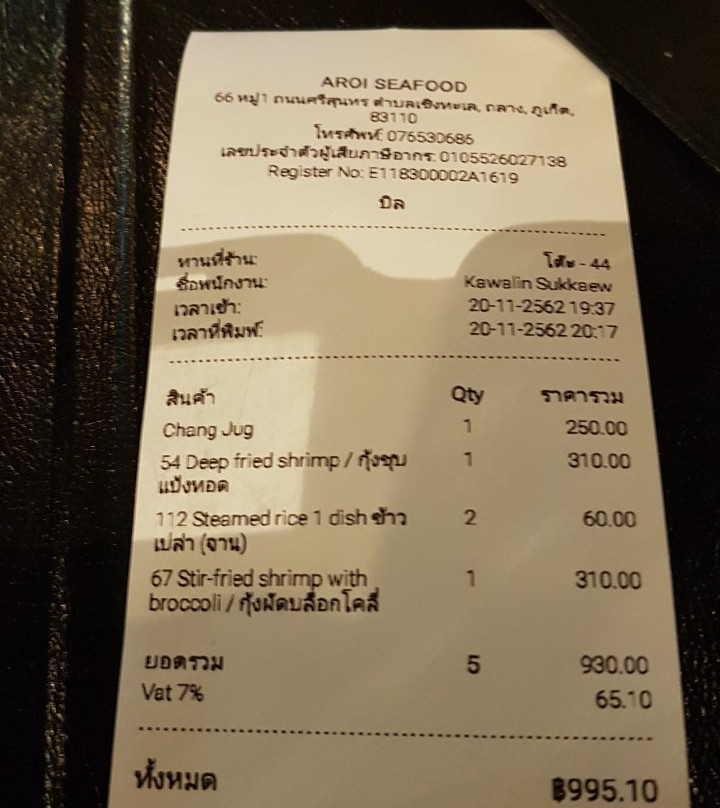 AROI SEAFOOD
66 หมู่1 ถนนศรีสุนทร ตำบลเชิงทะเล, ถลาง, ภูเก็ต,
83110
โทรศัพท์: 076530686
เลขประจำตัวผู้เสียภาษีอากร: 0105526027138
Register No: E118300002A1619
บิล
ทานที่ร้าน: โต๊ะ - 44
ชื่อพนักงาน: Kawalin Sukkaew
เวลาเข้า: 20-11-2562 19:37
เวลาที่พิมพ์: 20-11-2562 20:17
สินค้า Qty ราคารวม
Chang Jug 1 250.00
54 Deep fried shrimp / กุ้งชุบ 1 310.00
แป้งทอด
112 Steamed rice 1 dish ข้าว 2 60.00
เปล่า (จาน)
67 Stir-fried shrimp with 1 310.00
broccoli / กุ้งผัดบล็อกโคลี่
ยอดรวม 5 930.00
Vat 7% 65.10
ทั้งหมด ฿995.10